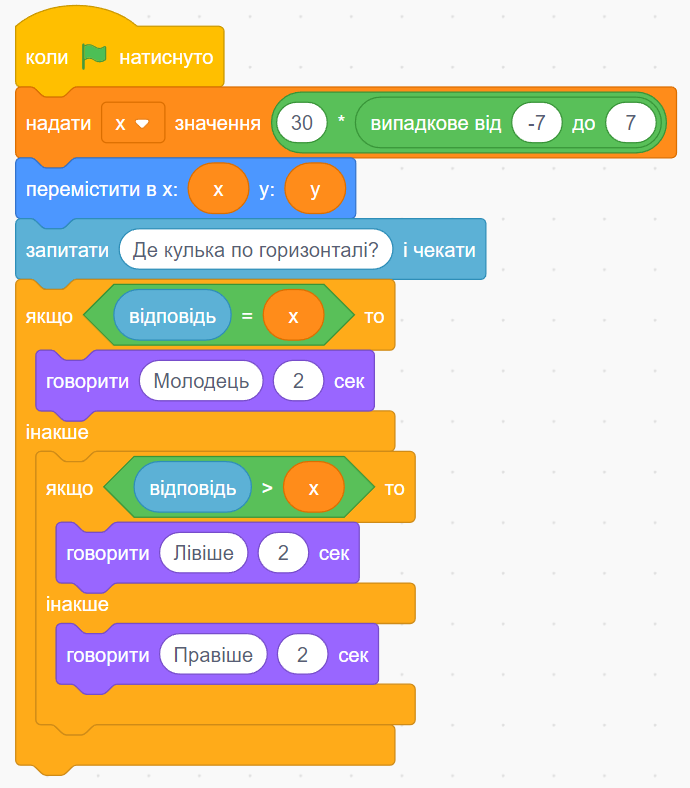 коли натиснуто
надати x значення 30 * випадкове від -7 до 7
перемістити в x: x y: y
запитати Де кулька по горизонталі? і чекати
якщо відповідь = x то
говорити Молодець 2 сек
інакше
якщо відповідь > x то
говорити Лівіше 2 сек
інакше
говорити Правіше 2 сек